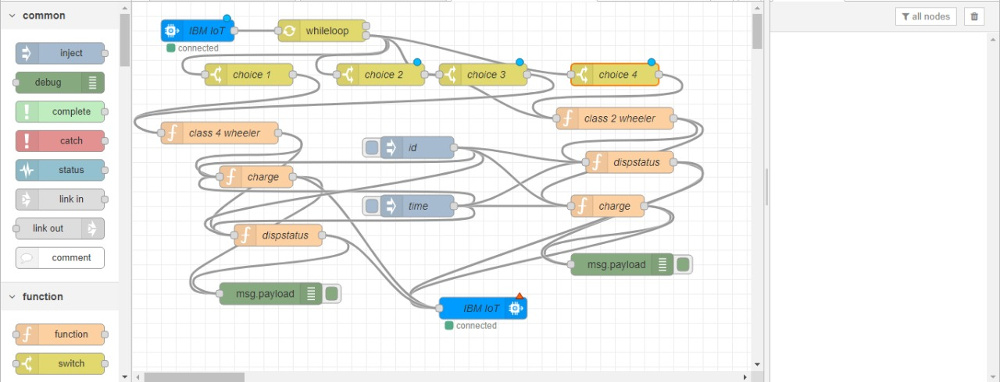 common
inject
debug
complete
catch
status
link in
link out
comment
function
function
switch
IBM IoT
connected
whileloop
choice 1
choice 2
choice 3
choice 4
class 4 wheeler
class 2 wheeler
id
dispstatus
charge
time
charge
dispstatus
msg.payload
msg.payload
IBM IoT
connected
all nodes